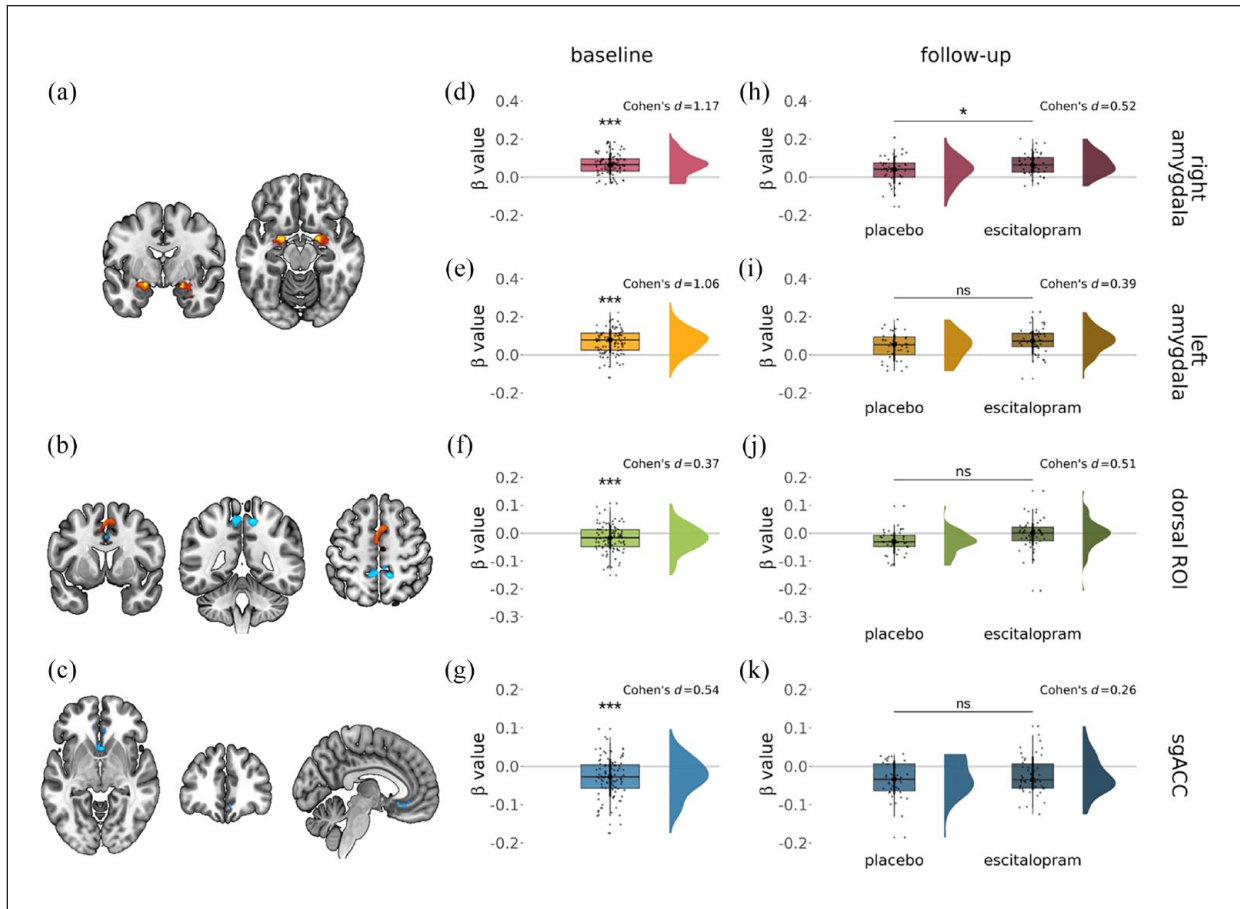 baseline
follow-up
(a)
(d)
Cohen's d=1.17
***
0.4
0.2
0.0
-0.2
β value
(h)
Cohen's d=0.52
*
0.4
0.2
0.0
-0.2
β value
placebo
escitalopram
right
amygdala
(e)
Cohen's d=1.06
***
0.4
0.2
0.0
-0.2
β value
(i)
Cohen's d=0.39
ns
0.4
0.2
0.0
-0.2
β value
placebo
escitalopram
left
amygdala
(b)
(f)
Cohen's d=0.37
***
0.2
0.1
0.0
-0.1
-0.2
-0.3
β value
(j)
Cohen's d=0.51
ns
0.2
0.1
0.0
-0.1
-0.2
-0.3
β value
placebo
escitalopram
dorsal ROI
(c)
(g)
Cohen's d=0.54
***
0.2
0.1
0.0
-0.1
-0.2
β value
(k)
Cohen's d=0.26
ns
0.2
0.1
0.0
-0.1
0.2
β value
placebo
escitalopram
sgACC